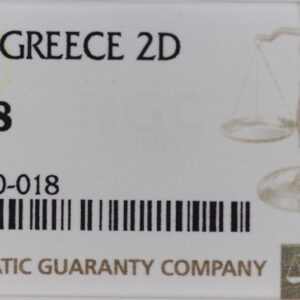 GREECE 2D
8
0-018
ATIC GUARANTY COMPANY